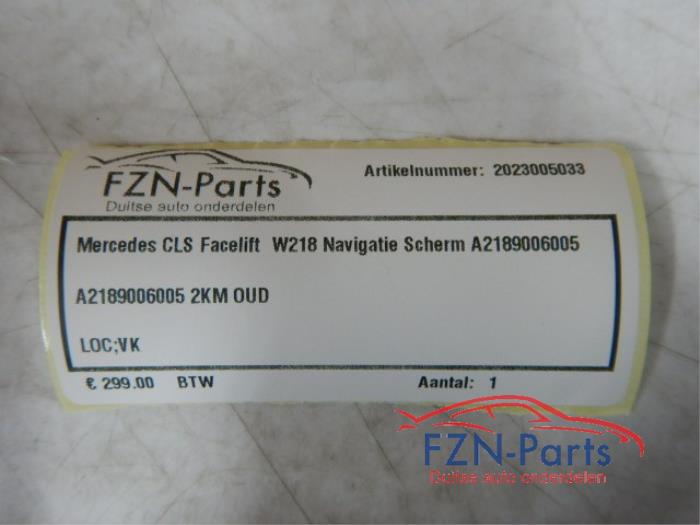 FZN-Parts
Duitse auto onderdelen
Artikelnummer: 2023005033
Mercedes CLS Facelift W218 Navigatie Scherm A2189006005
A2189006005 2KM OUD
LOC;VK
€ 299.00 BTW
Aantal: 1
FZN-Parts
Duitse auto onderdelen